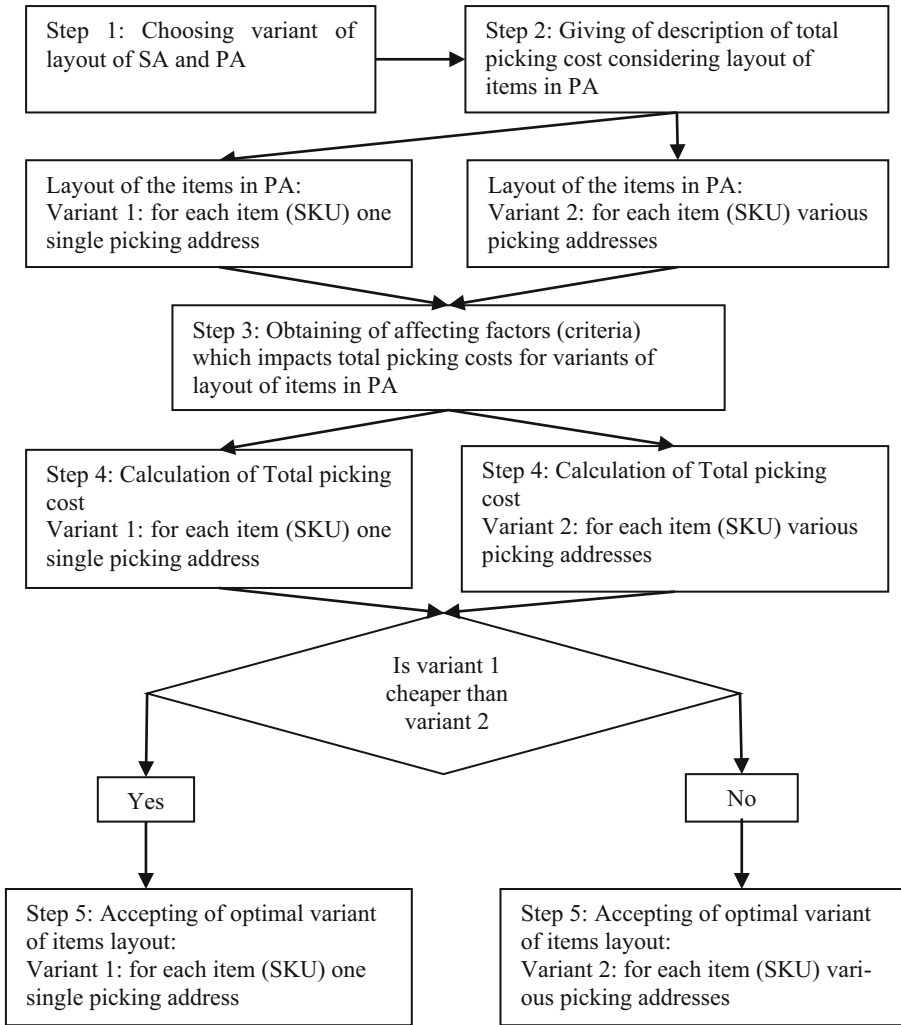 Step 1: Choosing variant of
layout of SA and PA
Step 2: Giving of description of total
picking cost considering layout of
items in PA
Layout of the items in PA:
Variant 1: for each item (SKU) one
single picking address
Layout of the items in PA:
Variant 2: for each item (SKU) various
picking addresses
Step 3: Obtaining of affecting factors (criteria)
which impacts total picking costs for variants of
layout of items in PA
Step 4: Calculation of Total picking
cost
Variant 1: for each item (SKU) one
single picking address
Step 4: Calculation of Total picking
cost
Variant 2: for each item (SKU) various
picking addresses
Is variant 1
cheaper than
variant 2
Yes
No
Step 5: Accepting of optimal variant
of items layout:
Variant 1: for each item (SKU) one
single picking address
Step 5: Accepting of optimal variant
of items layout:
Variant 2: for each item (SKU) vari-
ous picking addresses